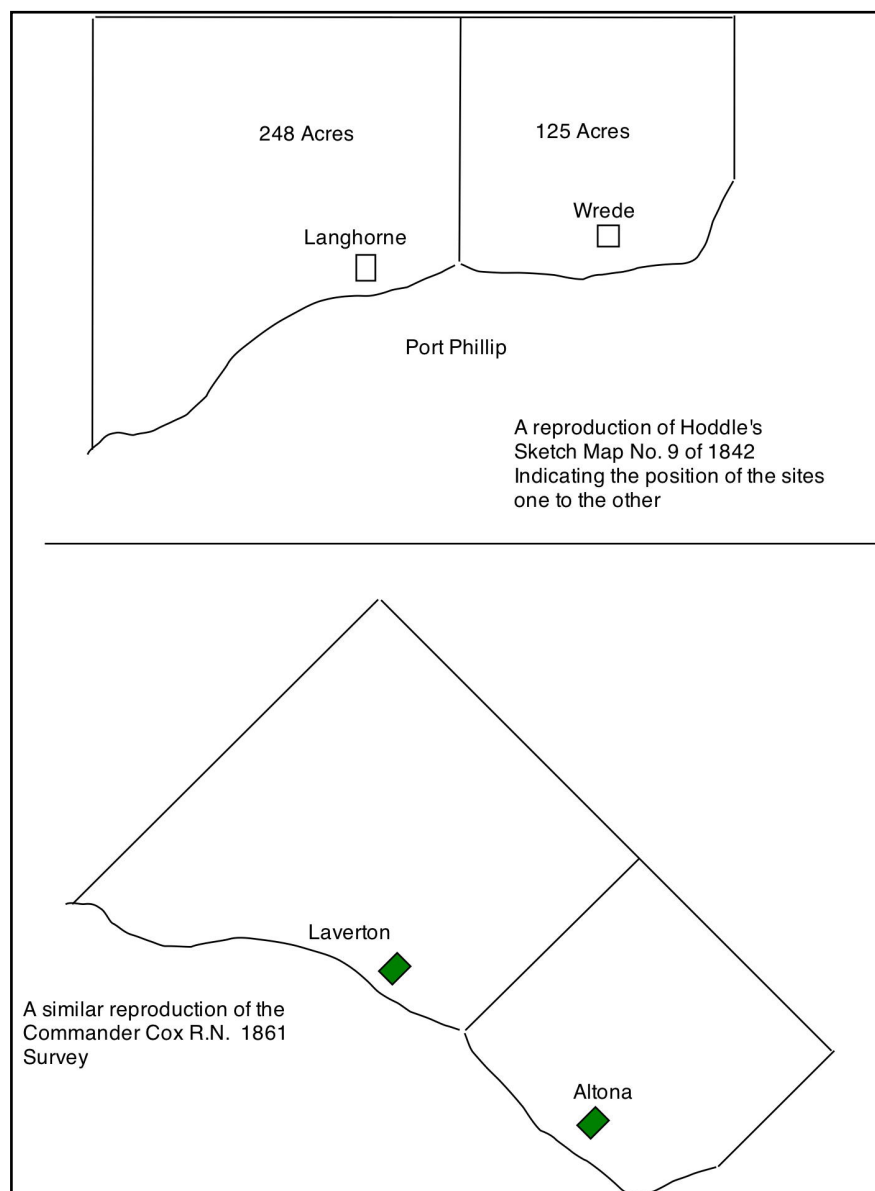 248 Acres
125 Acres
Wrede
Langhorne
Port Phillip
A reproduction of Hoddle's
Sketch Map No. 9 of 1842
Indicating the position of the sites
one to the other
Laverton
A similar reproduction of the
Commander Cox R.N.  1861
Survey
Altona